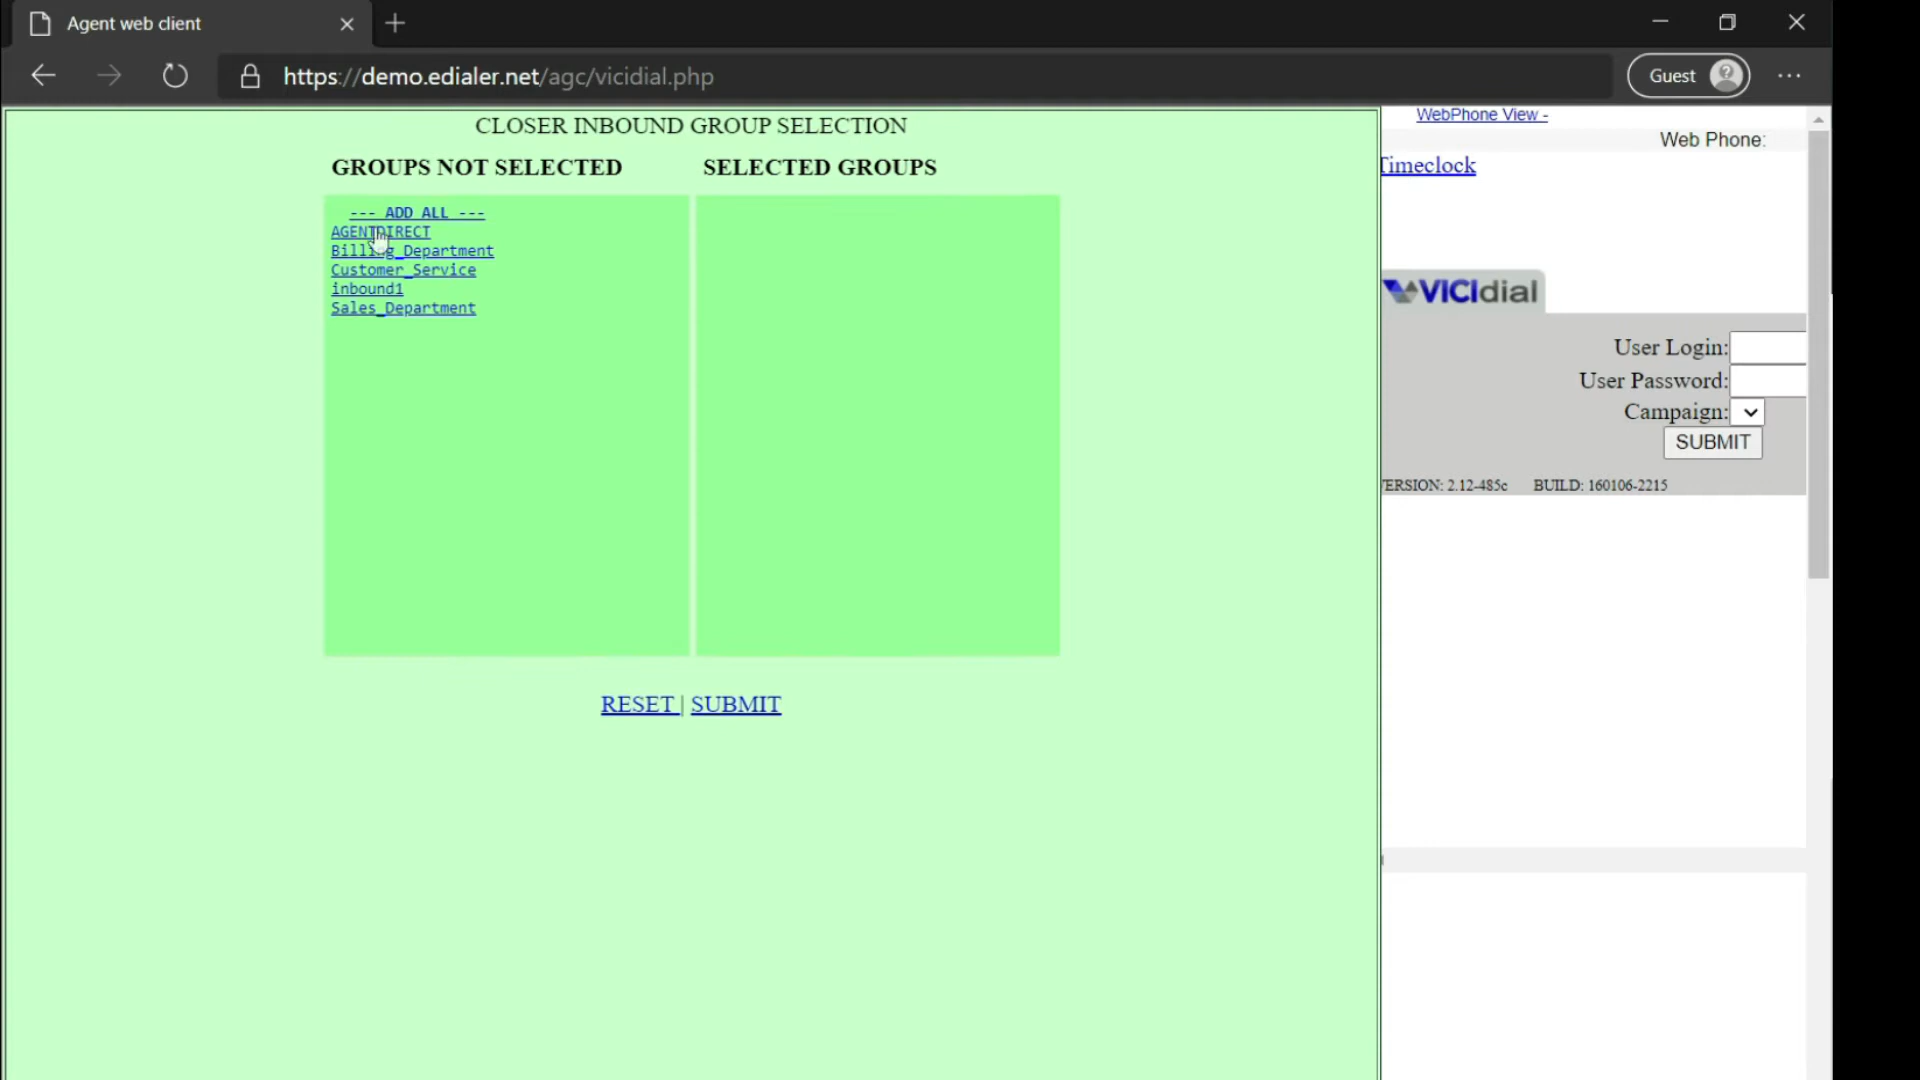 Agent web client
https://demo.edialer.net/agc/vicidial.php
Guest
CLOSER INBOUND GROUP SELECTION
GROUPS NOT SELECTED
SELECTED GROUPS
--- ADD ALL ---
AGENTDIRECT
Billing_Department
Customer_Service
inbound1
Sales_Department
RESET | SUBMIT
WebPhone View -
Web Phone:
Timeclock
VICIdial
User Login:
User Password:
Campaign:
SUBMIT
VERSION: 2.12-485c BUILD: 160106-2215